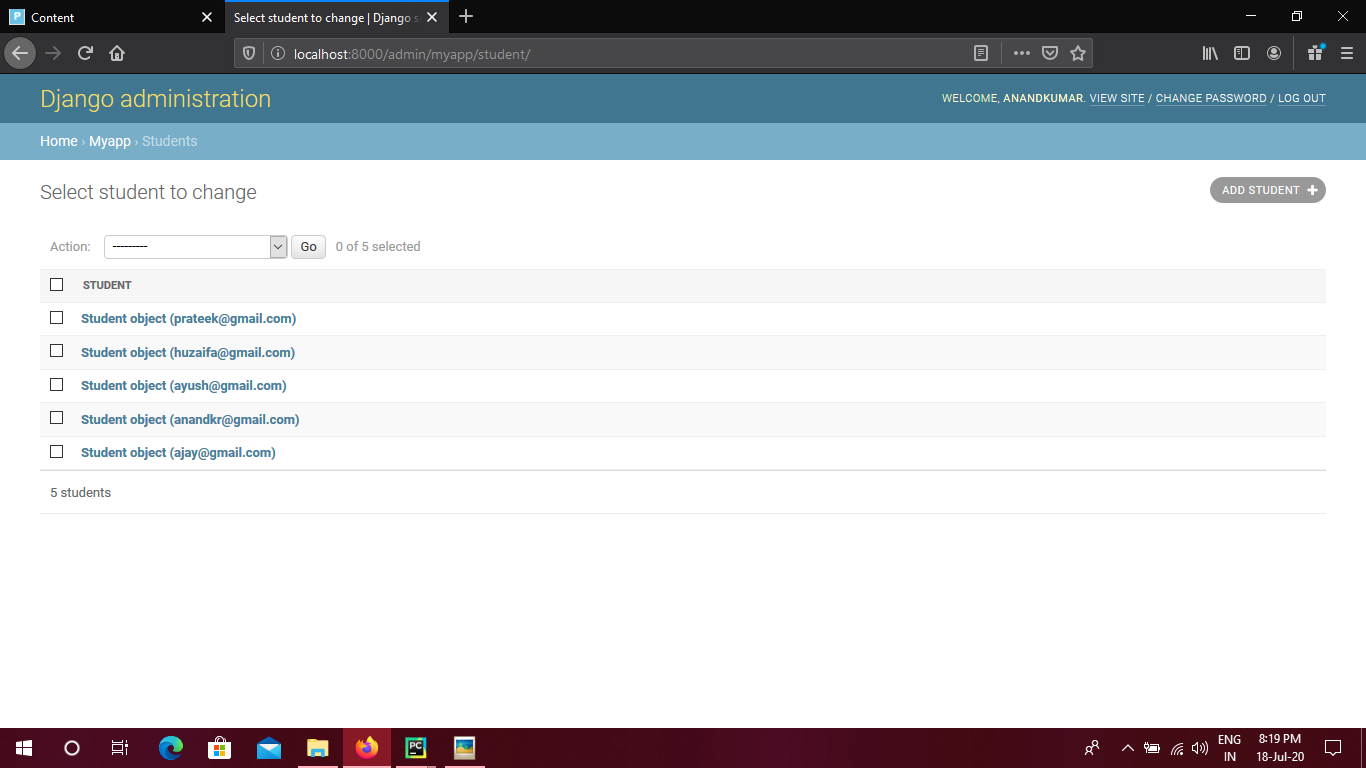 Content
Select student to change | Django s
localhost:8000/admin/myapp/student/
Django administration
WELCOME, ANANDKUMAR. VIEW SITE / CHANGE PASSWORD / LOG OUT
Home › Myapp › Students
Select student to change
ADD STUDENT +
Action: --------- Go 0 of 5 selected
STUDENT
Student object (prateek@gmail.com)
Student object (huzaifa@gmail.com)
Student object (ayush@gmail.com)
Student object (anandkr@gmail.com)
Student object (ajay@gmail.com)
5 students
PC
ENG
IN
8:19 PM
18-Jul-20